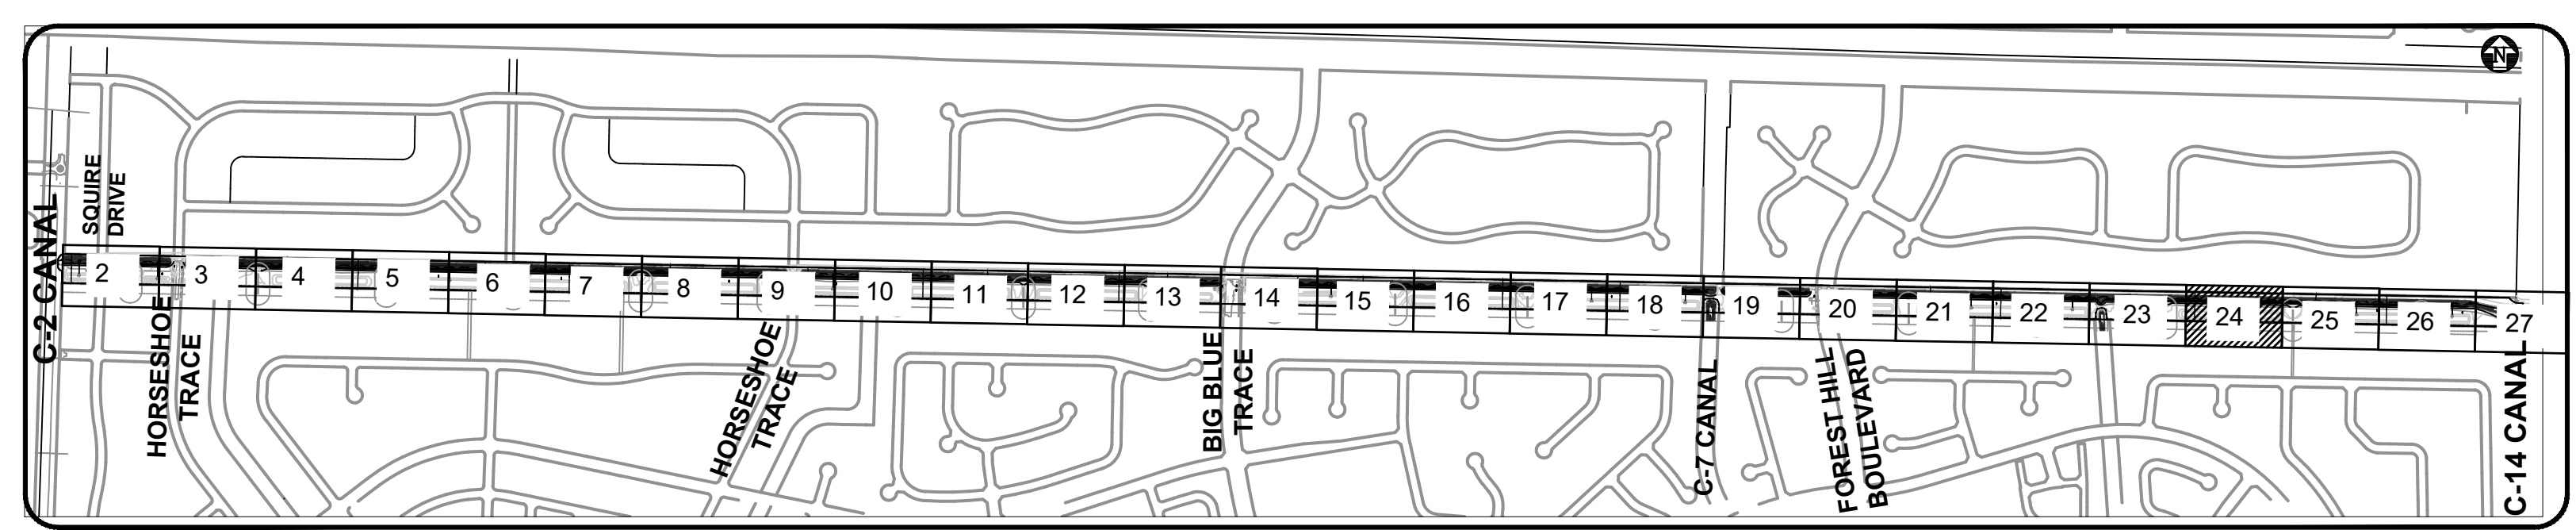 N
SQUIRE
DRIVE
C-2 CANAL
2 3 4 5 6 7 8 9 10 11 12 13 14 15 16 17 18 19 20 21 22 23 24 25 26 27
HORSESHOE
TRACE
HORSESHOE
TRACE
BIG BLUE
TRACE
C-7 CANAL
FOREST HILL
BOULEVARD
C-14 CANAL